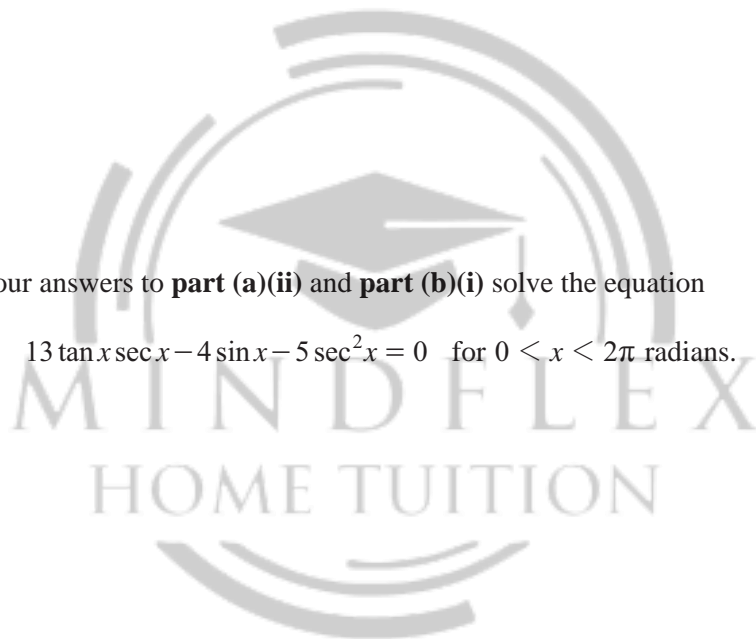 our answers to part (a)(ii) and part (b)(i) solve the equation
13 tan x sec x − 4 sin x − 5 sec² x = 0 for 0 < x < 2π radians.
MINDFLEX
HOME TUITION